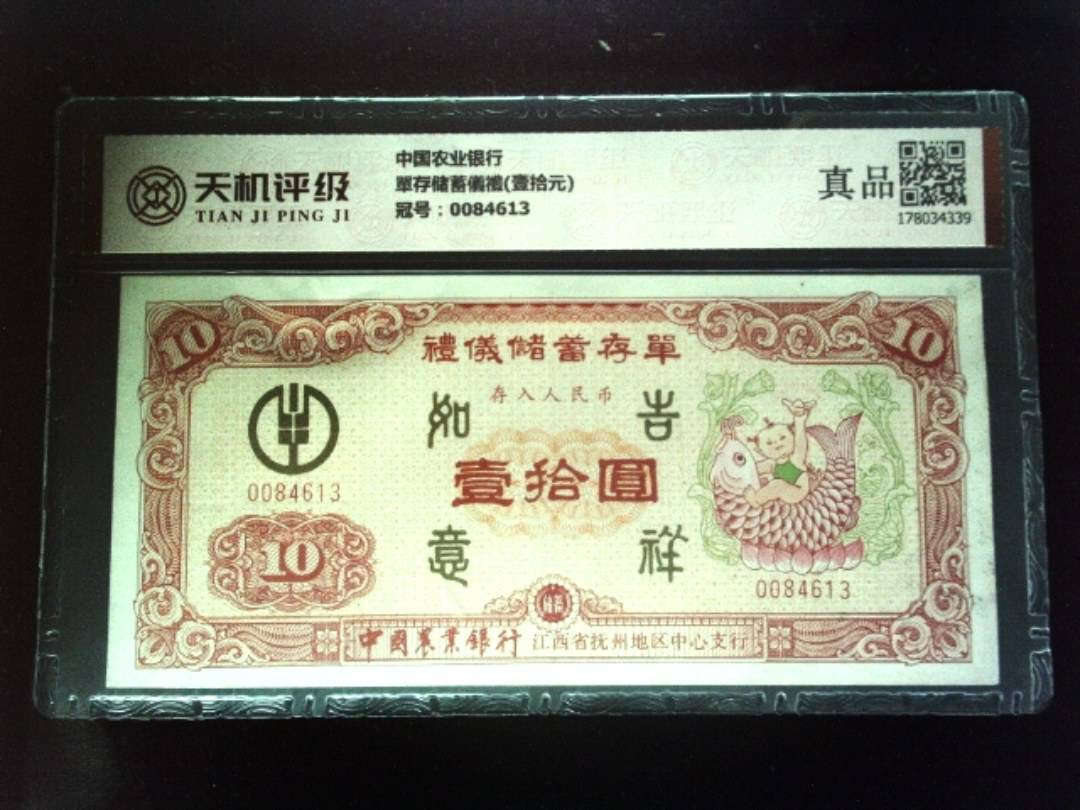 天机评级
TIAN JI PING JI
中国农业银行
單存储蓄儀禮(壹拾元)
冠号：0084613
真品
178034339
10
10
禮儀儲蓄存單
存入人民币
如
吉
0084613
壹拾圓
10
意
祥
0084613
中國農業銀行 江西省抚州地区中心支行